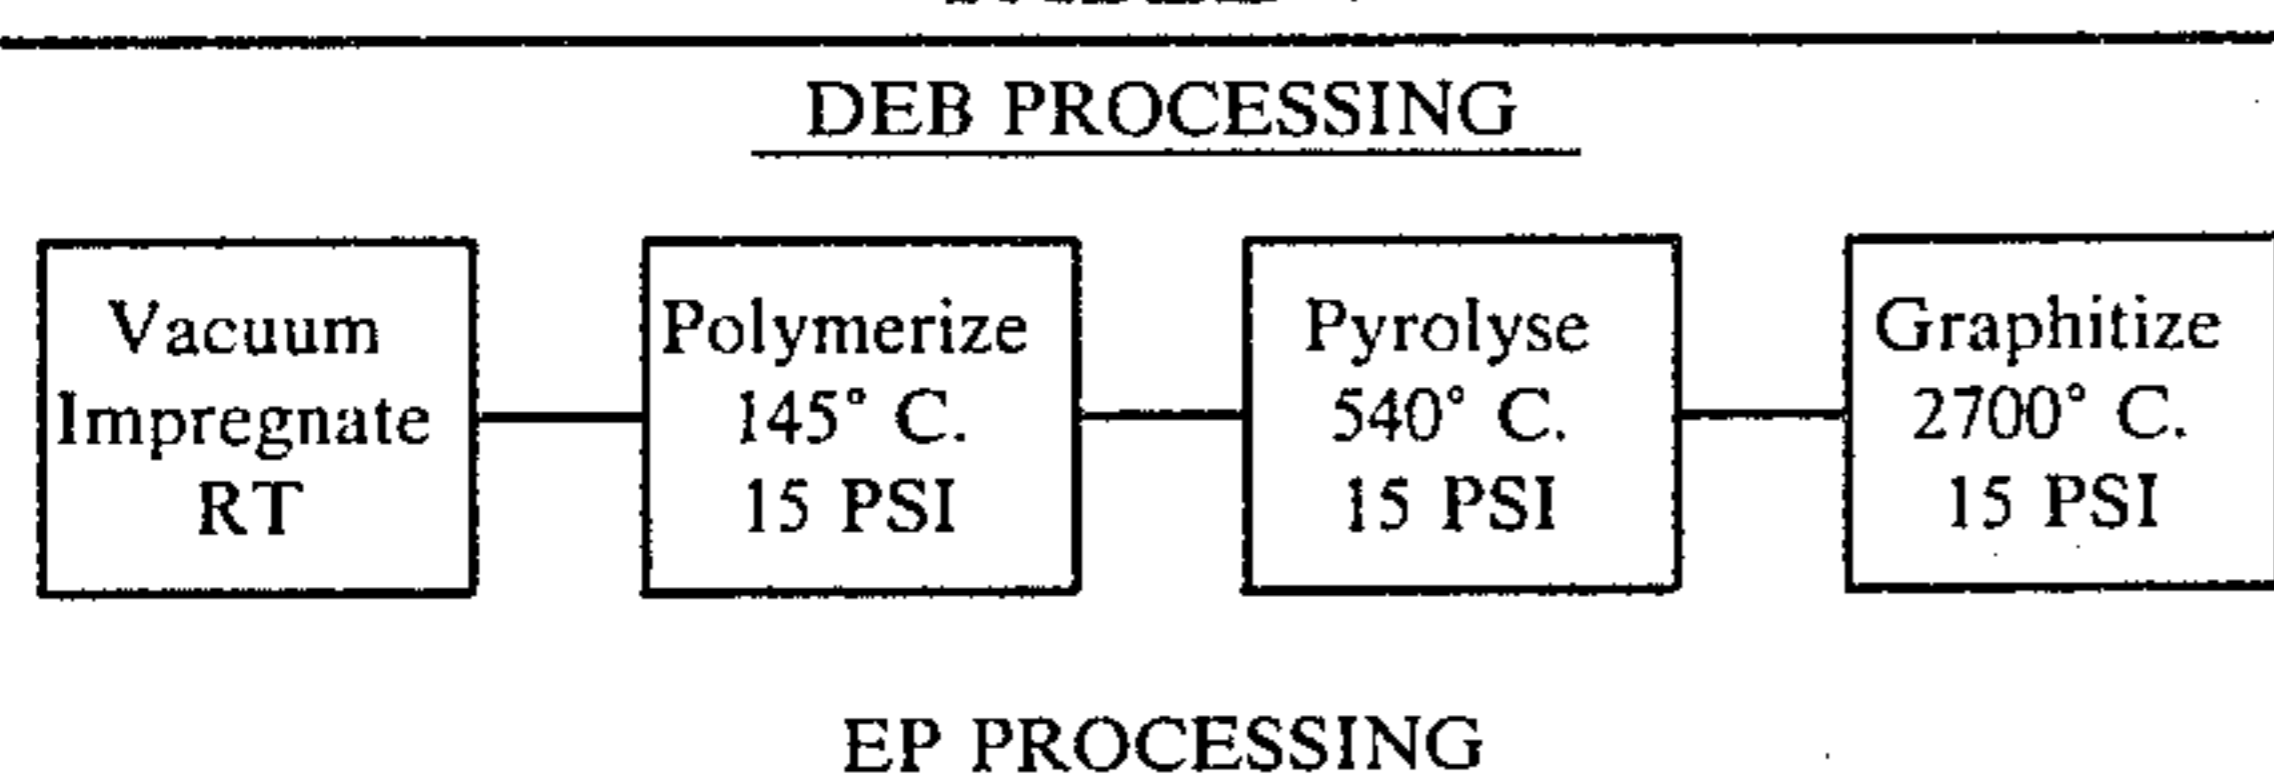 DEB PROCESSING
Vacuum
Impregnate
RT
Polymerize
145° C.
15 PSI
Pyrolyse
540° C.
15 PSI
Graphitize
2700° C.
15 PSI
EP PROCESSING